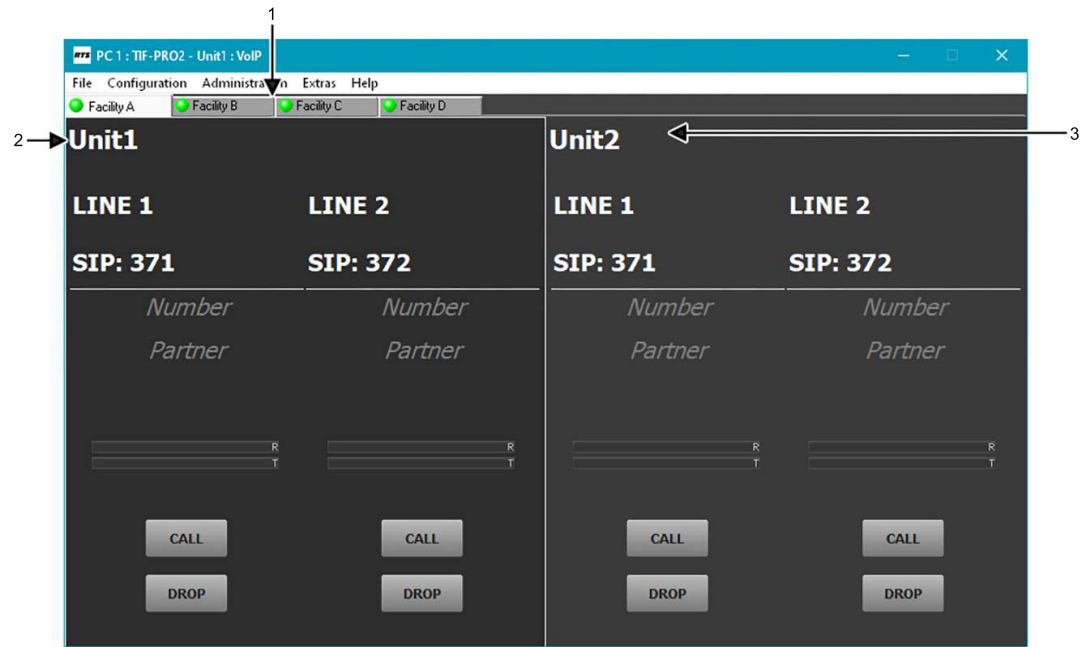 1
RTS PC 1 : TIF-PRO2 - Unit1 : VoIP
File Configuration Administration Extras Help
Facility A Facility B Facility C Facility D
2 Unit1 Unit2 3
LINE 1 LINE 2 LINE 1 LINE 2
SIP: 371 SIP: 372 SIP: 371 SIP: 372
Number Number Number Number
Partner Partner Partner Partner
R R R R
T T T T
CALL CALL CALL CALL
DROP DROP DROP DROP